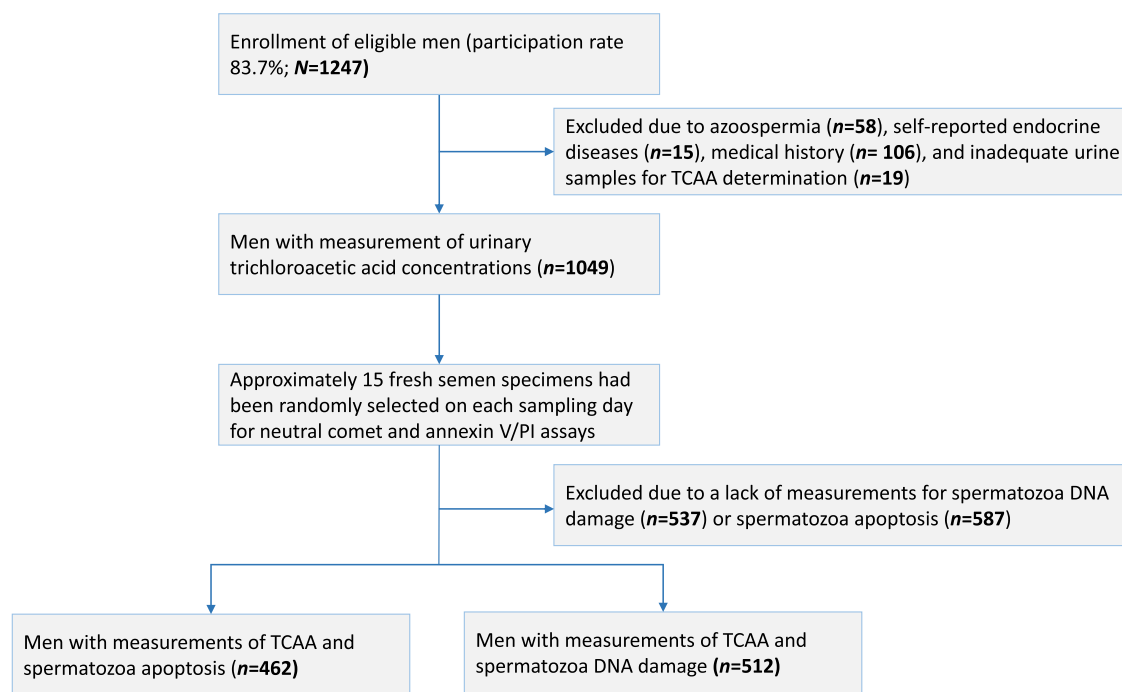 Enrollment of eligible men (participation rate
83.7%; N=1247)
Excluded due to azoospermia (n=58), self-reported endocrine
diseases (n=15), medical history (n= 106), and inadequate urine
samples for TCAA determination (n=19)
Men with measurement of urinary
trichloroacetic acid concentrations (n=1049)
Approximately 15 fresh semen specimens had
been randomly selected on each sampling day
for neutral comet and annexin V/PI assays
Excluded due to a lack of measurements for spermatozoa DNA
damage (n=537) or spermatozoa apoptosis (n=587)
Men with measurements of TCAA and
spermatozoa apoptosis (n=462)
Men with measurements of TCAA and
spermatozoa DNA damage (n=512)